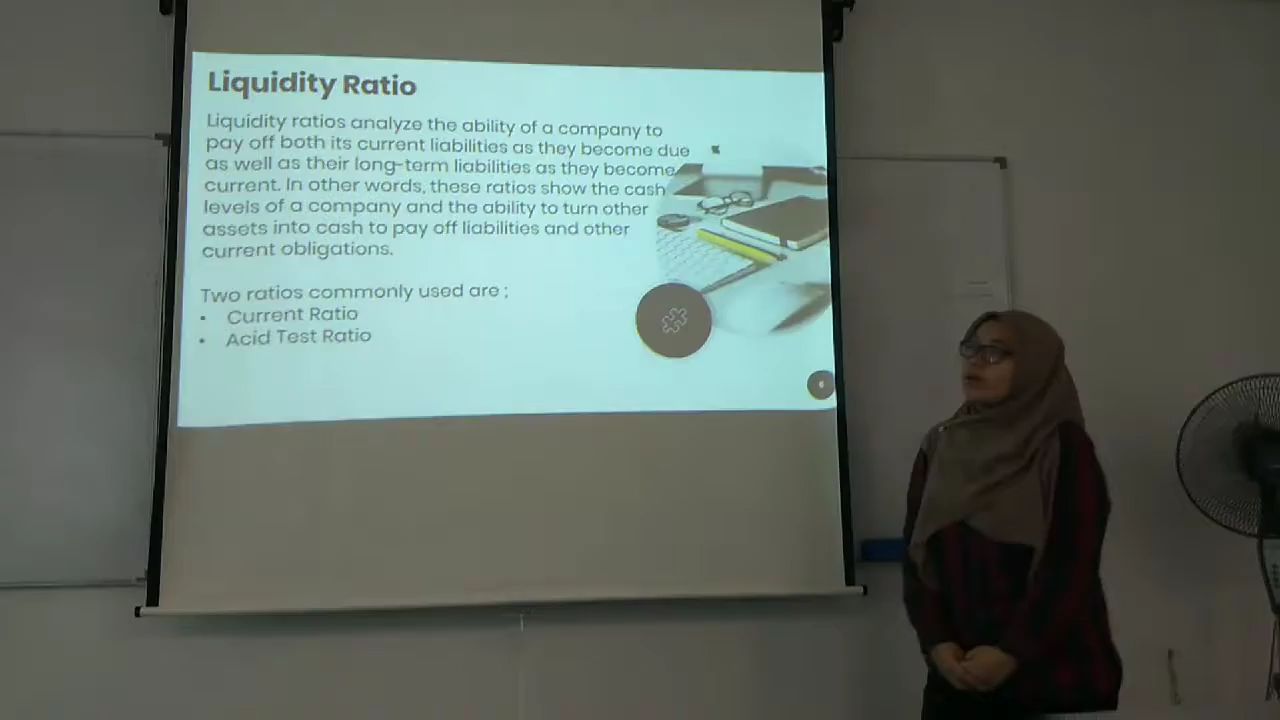 Liquidity Ratio
Liquidity ratios analyze the ability of a company to
pay off both its current liabilities as they become due
as well as their long-term liabilities as they become
current. In other words, these ratios show the cash
levels of a company and the ability to turn other
assets into cash to pay off liabilities and other
current obligations.
Two ratios commonly used are ;
• Current Ratio
• Acid Test Ratio